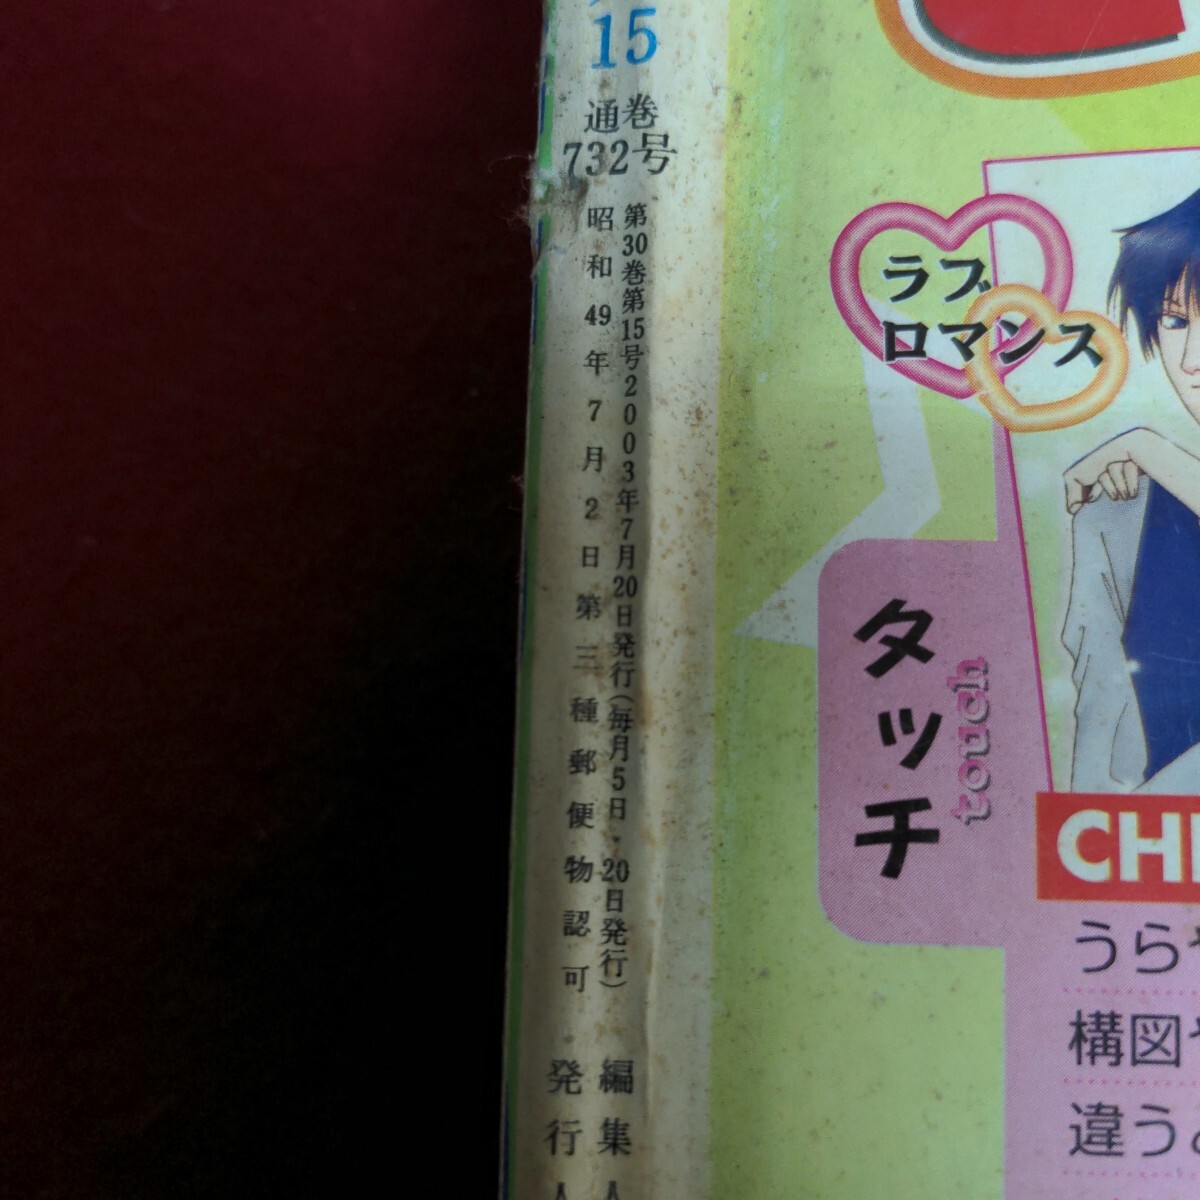 15
通巻
732号
第30巻第15号2003年7月20日発行(毎月5日・20日発行)
昭和49年7月2日第三種郵便物認可
編集人
発行人
ラブ
ロマンス
タッチ
touch
CHE
うらや
構図や
違う